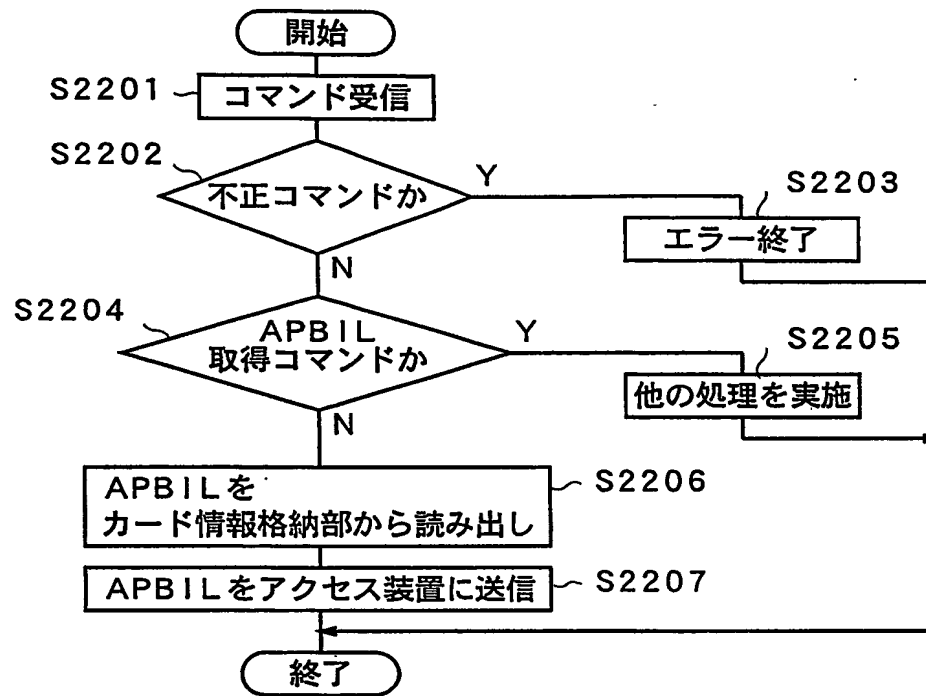 開始
S2201
コマンド受信
S2202
不正コマンドか
Y
S2203
エラー終了
N
S2204
APBIL
取得コマンドか
Y
S2205
他の処理を実施
N
APBILを
カード情報格納部から読み出し
S2206
APBILをアクセス装置に送信
S2207
終了